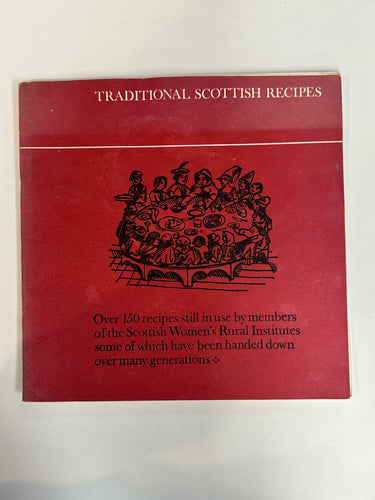 TRADITIONAL SCOTTISH RECIPES
Over 150 recipes still in use by members
of the Scottish Women's Rural Institutes
some of which have been handed down
over many generations⁘